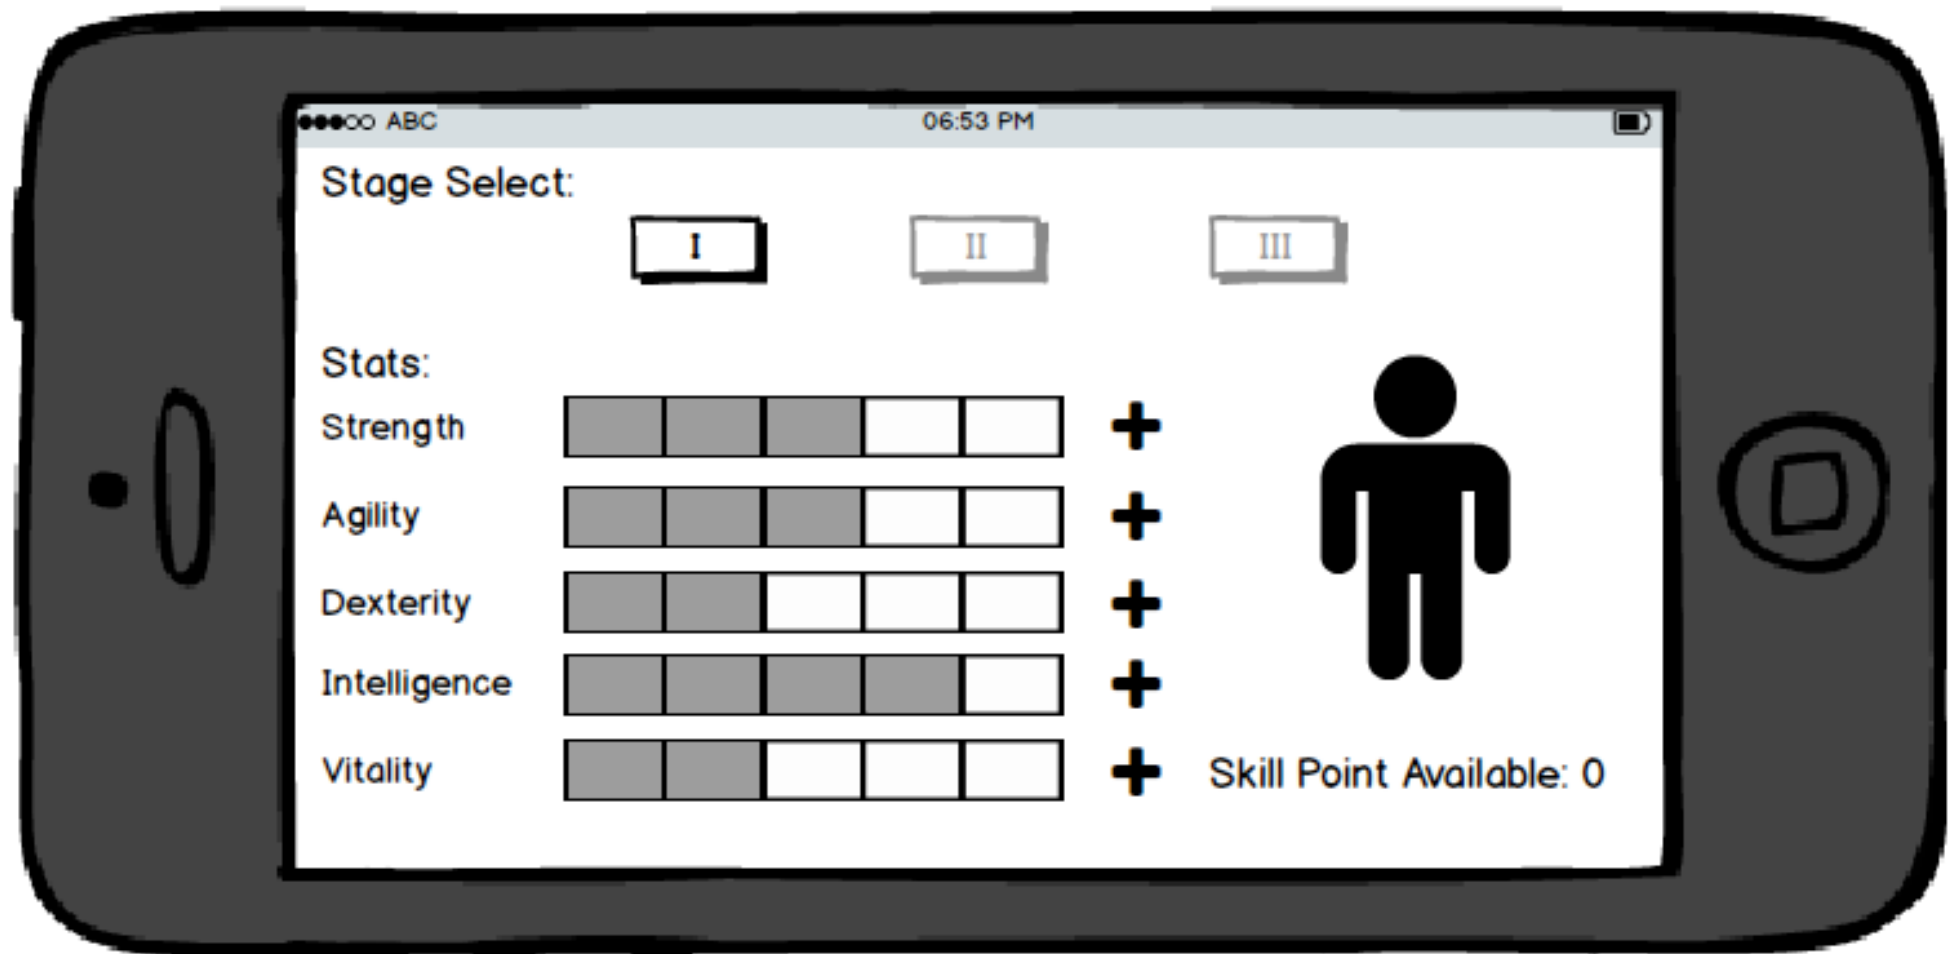 ABC 06:53 PM
Stage Select:
I II III
Stats:
Strength
Agility
Dexterity
Intelligence
Vitality
Skill Point Available: 0